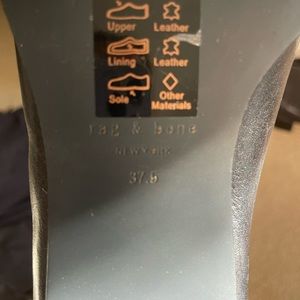 Upper Leather
Lining Leather
Sole Other
Materials
rag & bone
NEW YORK
37.5